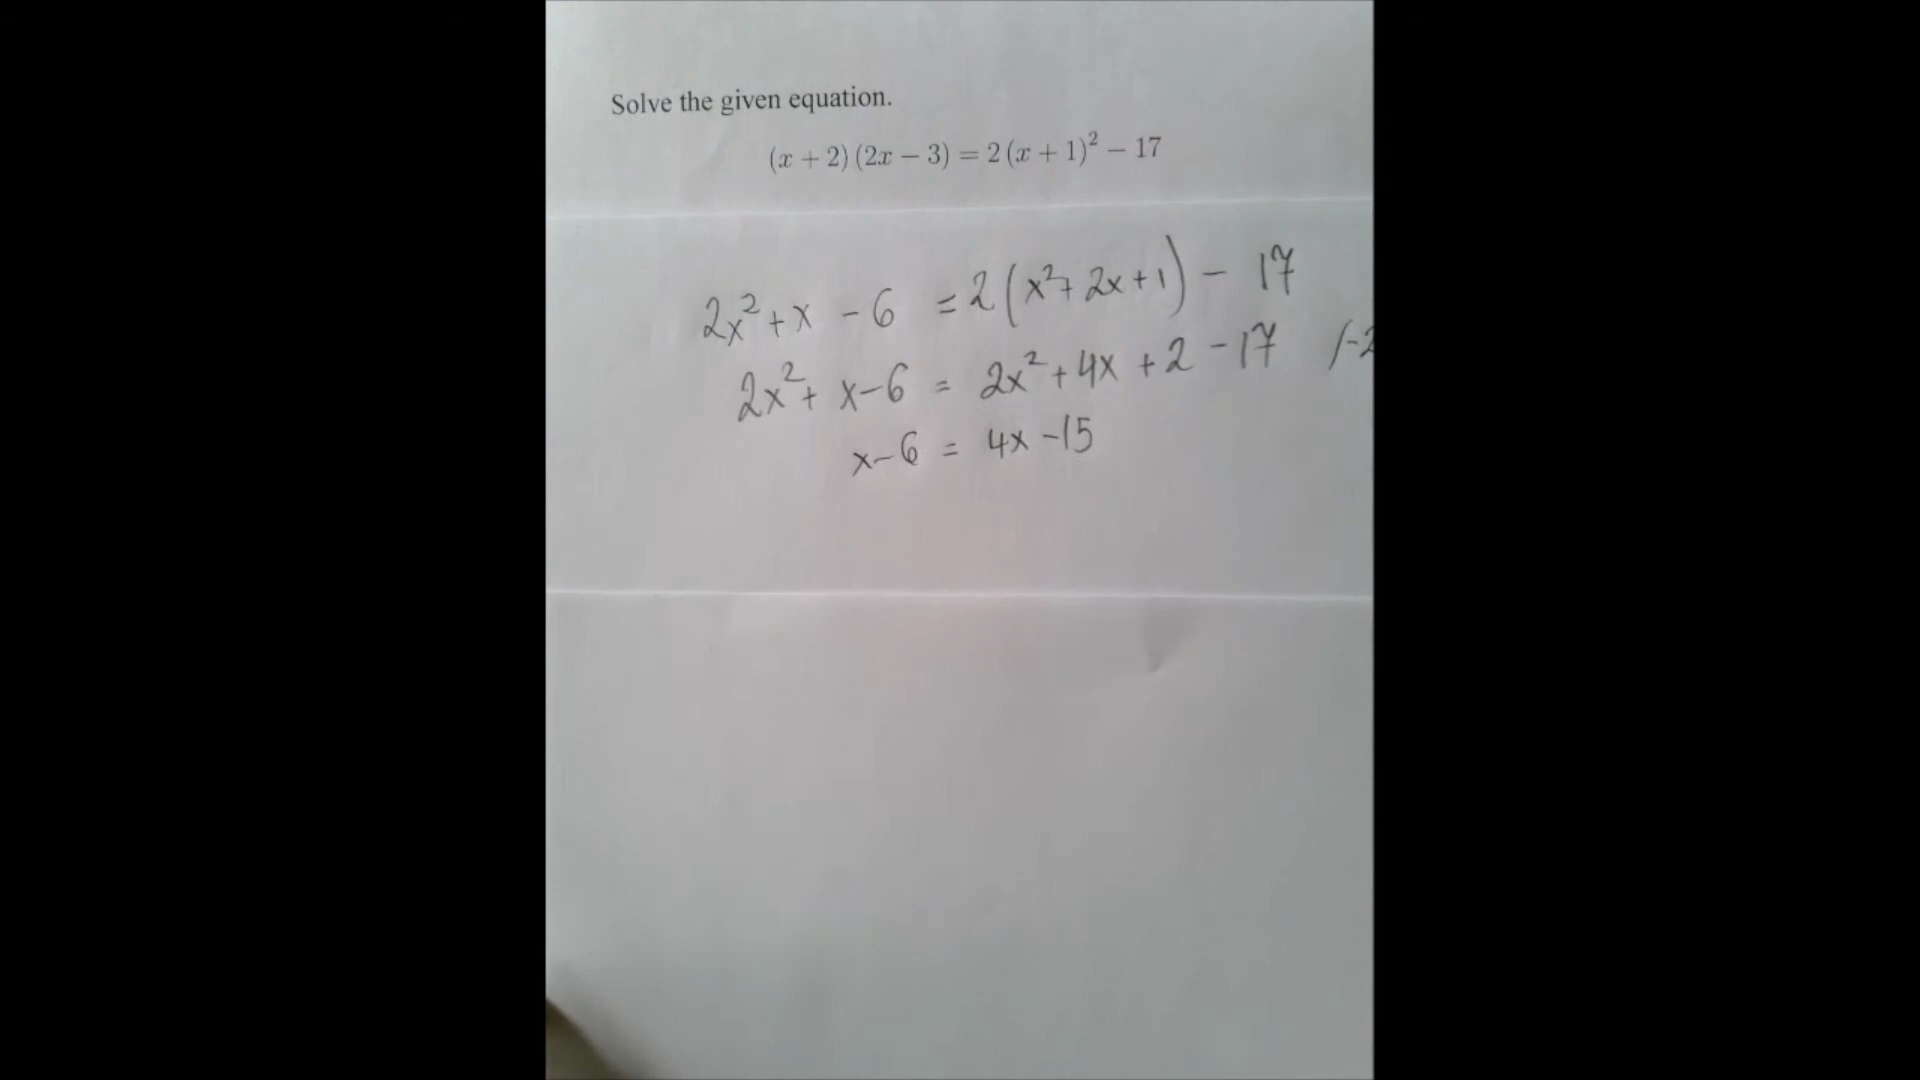 Solve the given equation.
(x + 2) (2x − 3) = 2 (x + 1)² − 17
2x² + x − 6 = 2(x² + 2x + 1) − 17
2x² + x − 6 = 2x² + 4x + 2 − 17 /−2
x − 6 = 4x − 15